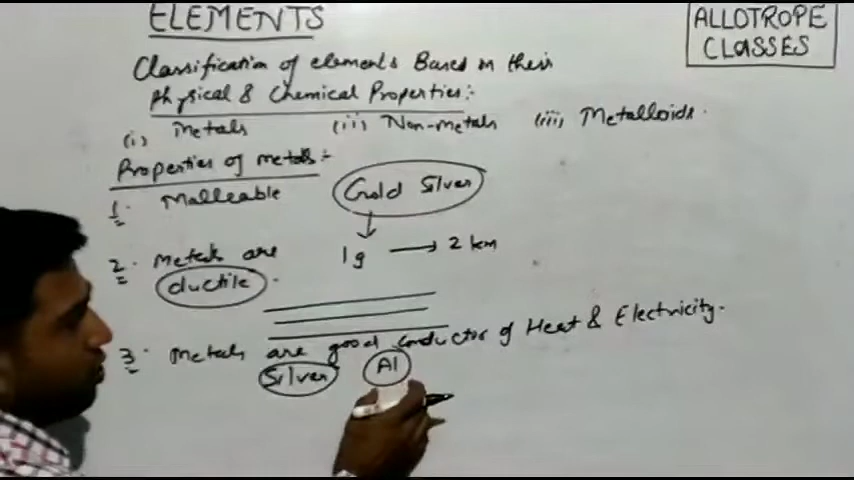 ELEMENTS
ALLOTROPE
CLASSES
Classification of elements Based on their
Physical & Chemical Properties:-
(i) Metals (ii) Non-metals (iii) Metalloids.
Properties of metals:-
1. Malleable
Gold Silver
2. Metals are
1g → 2 km
ductile.
3. Metals are good conductor of Heat & Electricity.
Silver Al